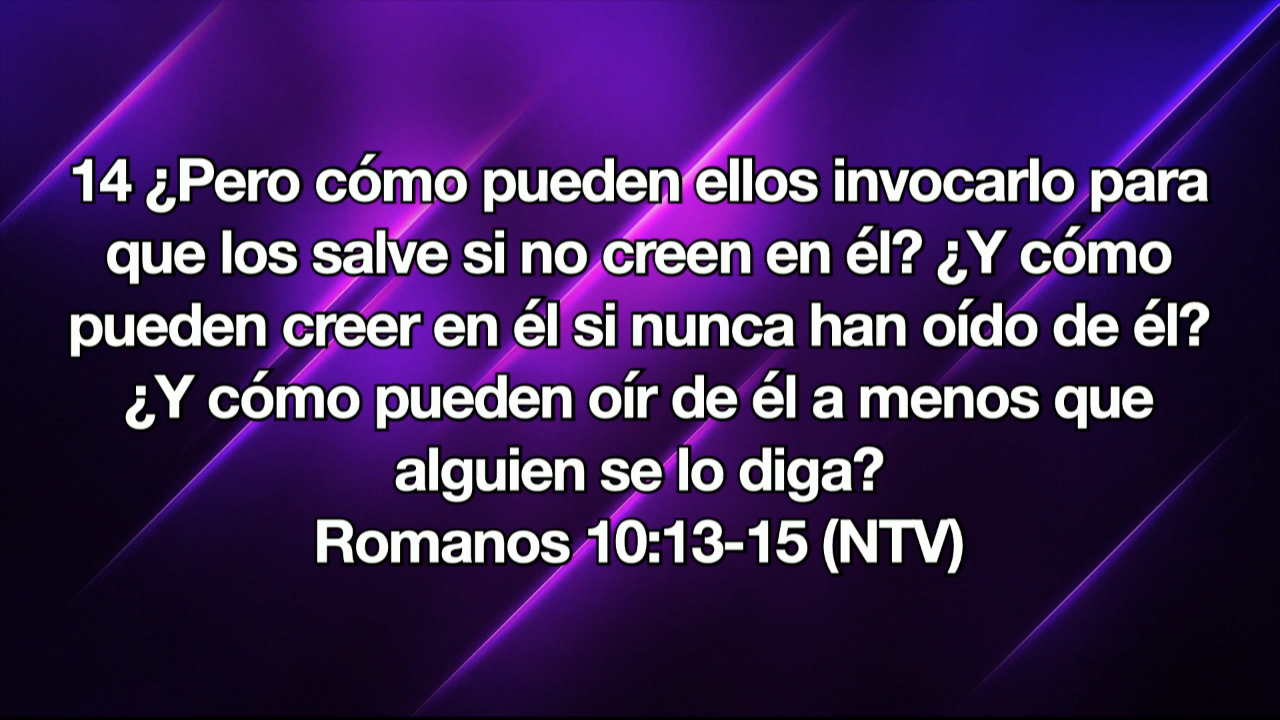 14 ¿Pero cómo pueden ellos invocarlo para
que los salve si no creen en él? ¿Y cómo
pueden creer en él si nunca han oído de él?
¿Y cómo pueden oír de él a menos que
alguien se lo diga?
Romanos 10:13-15 (NTV)